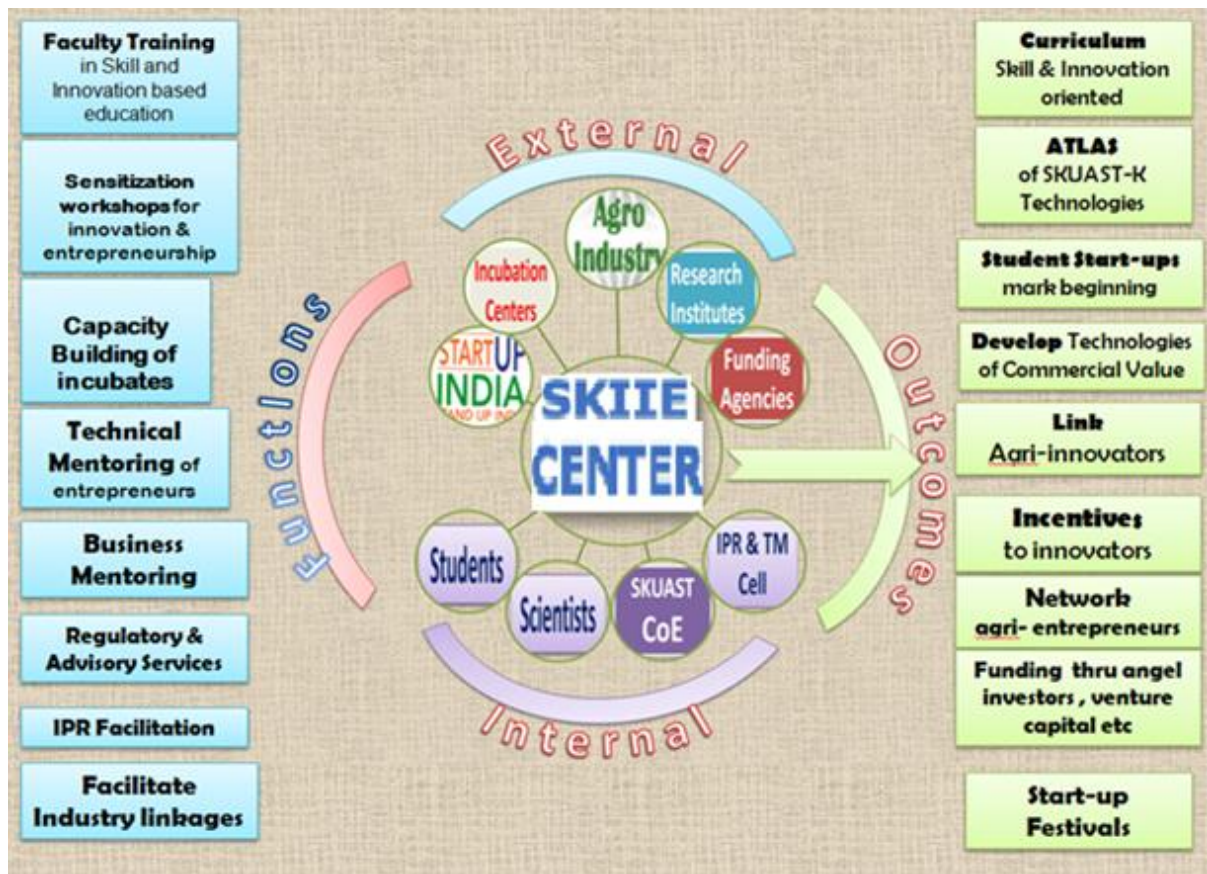 Faculty Training
in Skill and
Innovation based
education
Sensitization
workshops for
innovation &
entrepreneurship
Capacity
Building of
incubates
Technical
Mentoring of
entrepreneurs
Business
Mentoring
Regulatory &
Advisory Services
IPR Facilitation
Facilitate
Industry linkages
Functions
External
Agro
Industry
Incubation
Centers
Research
Institutes
STARTUP
INDIA
Funding
Agencies
SKIIE
CENTER
Students
Scientists
SKUAST
CoE
IPR & TM
Cell
Internal
Outcomes
Curriculum
Skill & Innovation
oriented
ATLAS
of SKUAST-K
Technologies
Student Start-ups
mark beginning
Develop Technologies
of Commercial Value
Link
Agri-innovators
Incentives
to innovators
Network
agri- entrepreneurs
Funding thru angel
investors , venture
capital etc
Start-up
Festivals